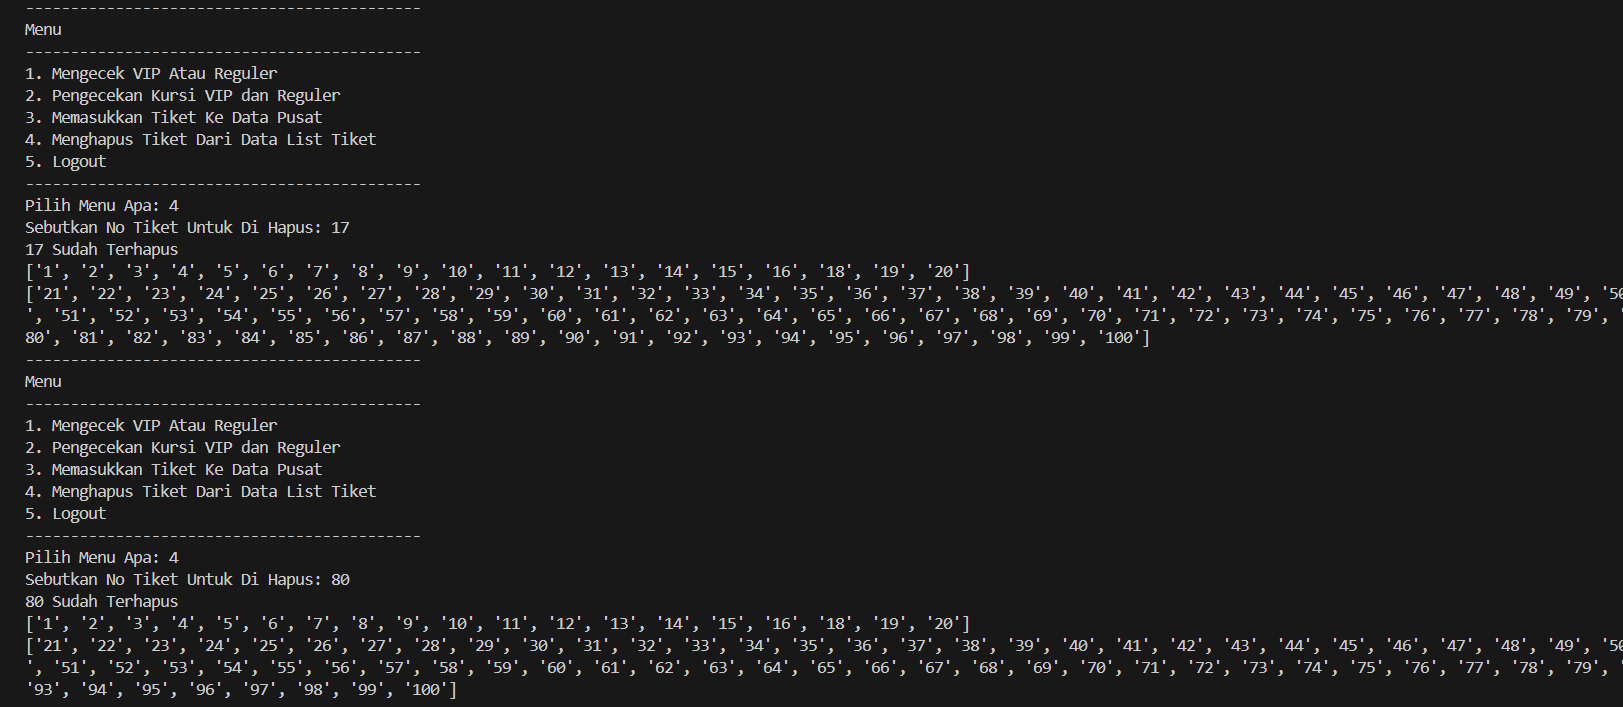 --------------------------------------------
Menu
--------------------------------------------
1. Mengecek VIP Atau Reguler
2. Pengecekan Kursi VIP dan Reguler
3. Memasukkan Tiket Ke Data Pusat
4. Menghapus Tiket Dari Data List Tiket
5. Logout
--------------------------------------------
Pilih Menu Apa: 4
Sebutkan No Tiket Untuk Di Hapus: 17
17 Sudah Terhapus
['1', '2', '3', '4', '5', '6', '7', '8', '9', '10', '11', '12', '13', '14', '15', '16', '18', '19', '20']
['21', '22', '23', '24', '25', '26', '27', '28', '29', '30', '31', '32', '33', '34', '35', '36', '37', '38', '39', '40', '41', '42', '43', '44', '45', '46', '47', '48', '49', '50
', '51', '52', '53', '54', '55', '56', '57', '58', '59', '60', '61', '62', '63', '64', '65', '66', '67', '68', '69', '70', '71', '72', '73', '74', '75', '76', '77', '78', '79', '
80', '81', '82', '83', '84', '85', '86', '87', '88', '89', '90', '91', '92', '93', '94', '95', '96', '97', '98', '99', '100']
--------------------------------------------
Menu
--------------------------------------------
1. Mengecek VIP Atau Reguler
2. Pengecekan Kursi VIP dan Reguler
3. Memasukkan Tiket Ke Data Pusat
4. Menghapus Tiket Dari Data List Tiket
5. Logout
--------------------------------------------
Pilih Menu Apa: 4
Sebutkan No Tiket Untuk Di Hapus: 80
80 Sudah Terhapus
['1', '2', '3', '4', '5', '6', '7', '8', '9', '10', '11', '12', '13', '14', '15', '16', '18', '19', '20']
['21', '22', '23', '24', '25', '26', '27', '28', '29', '30', '31', '32', '33', '34', '35', '36', '37', '38', '39', '40', '41', '42', '43', '44', '45', '46', '47', '48', '49', '50
', '51', '52', '53', '54', '55', '56', '57', '58', '59', '60', '61', '62', '63', '64', '65', '66', '67', '68', '69', '70', '71', '72', '73', '74', '75', '76', '77', '78', '79', '
'93', '94', '95', '96', '97', '98', '99', '100']